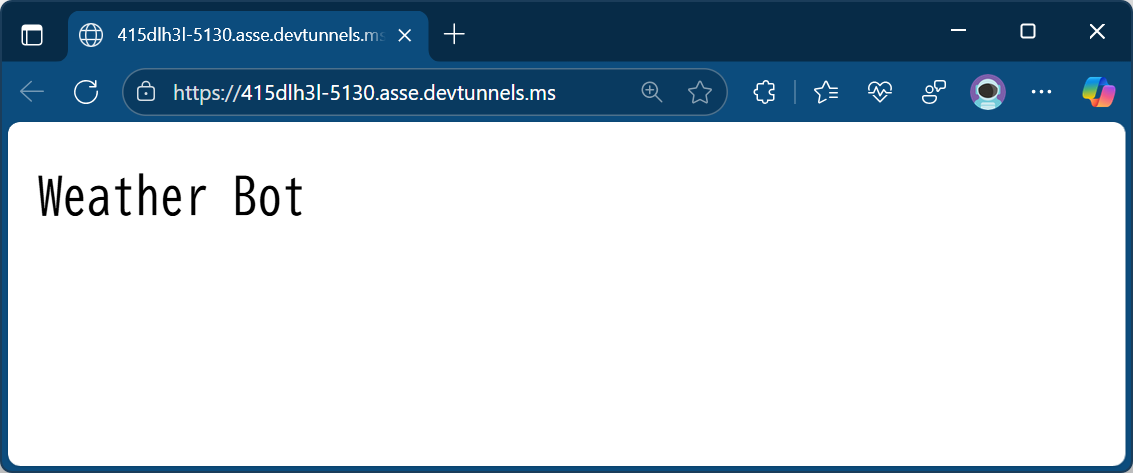 415dlh3l-5130.asse.devtunnels.ms
https://415dlh3l-5130.asse.devtunnels.ms
Weather Bot